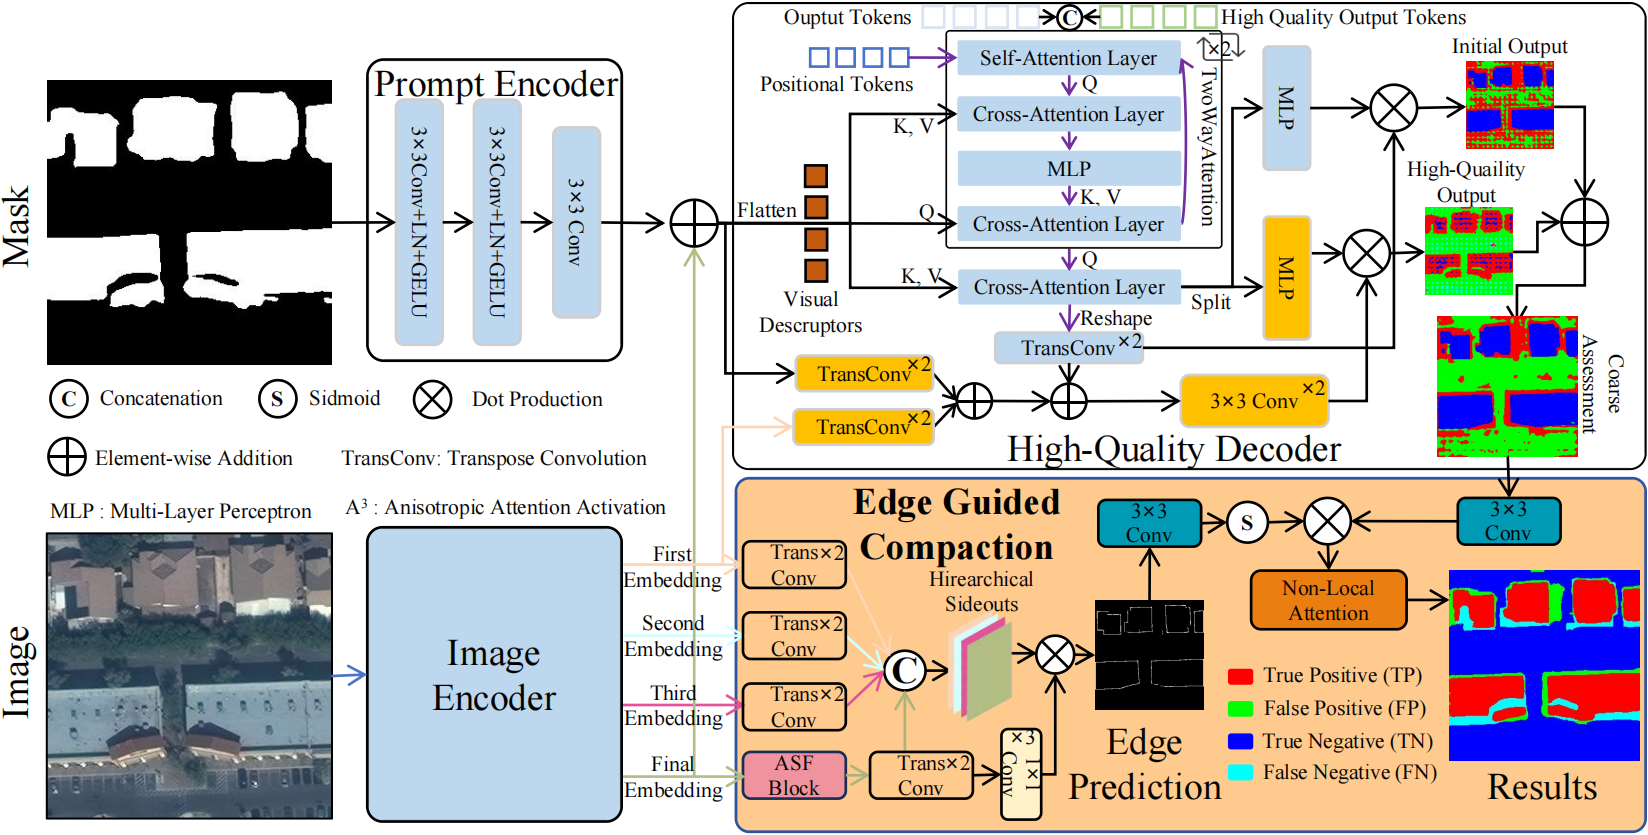 Mask
Prompt Encoder
3×3Conv+LN+GELU
3×3Conv+LN+GELU
3×3 Conv
C Concatenation
S Sidmoid
Dot Production
Element-wise Addition
TransConv: Transpose Convolution
MLP : Multi-Layer Perceptron
A³ : Anisotropic Attention Activation
Image
Image
Encoder
First
Embedding
Second
Embedding
Third
Embedding
Final
Embedding
Ouptut Tokens
C
High Quality Output Tokens
Positional Tokens
Self-Attention Layer
×2
Q
Cross-Attention Layer
K, V
MLP
K, V
Q
Cross-Attention Layer
TwoWayAttention
Flatten
Visual
Descruptors
Q
K, V
Cross-Attention Layer
Split
Reshape
TransConv×2
TransConv×2
TransConv×2
3×3 Conv ×2
MLP
MLP
Initial Output
High-Quaility
Output
Coarse
Assessment
High-Quality Decoder
Edge Guided
Compaction
Trans×2
Conv
Trans×2
Conv
Trans×2
Conv
ASF
Block
Trans×2
Conv
C
Hirearchical
Sideouts
×3
1×1
Conv
Edge
Prediction
3×3
Conv
S
3×3
Conv
Non-Local
Attention
True Positive (TP)
False Positive (FP)
True Negative (TN)
False Negative (FN)
Results